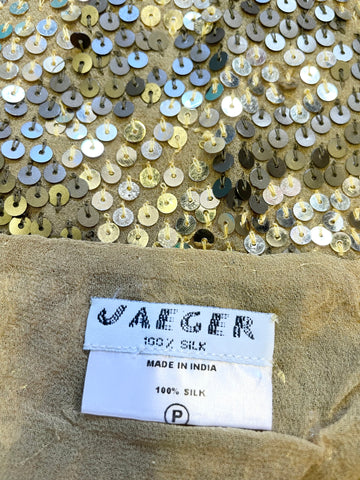 JAEGER
100% SILK
MADE IN INDIA
100% SILK
P